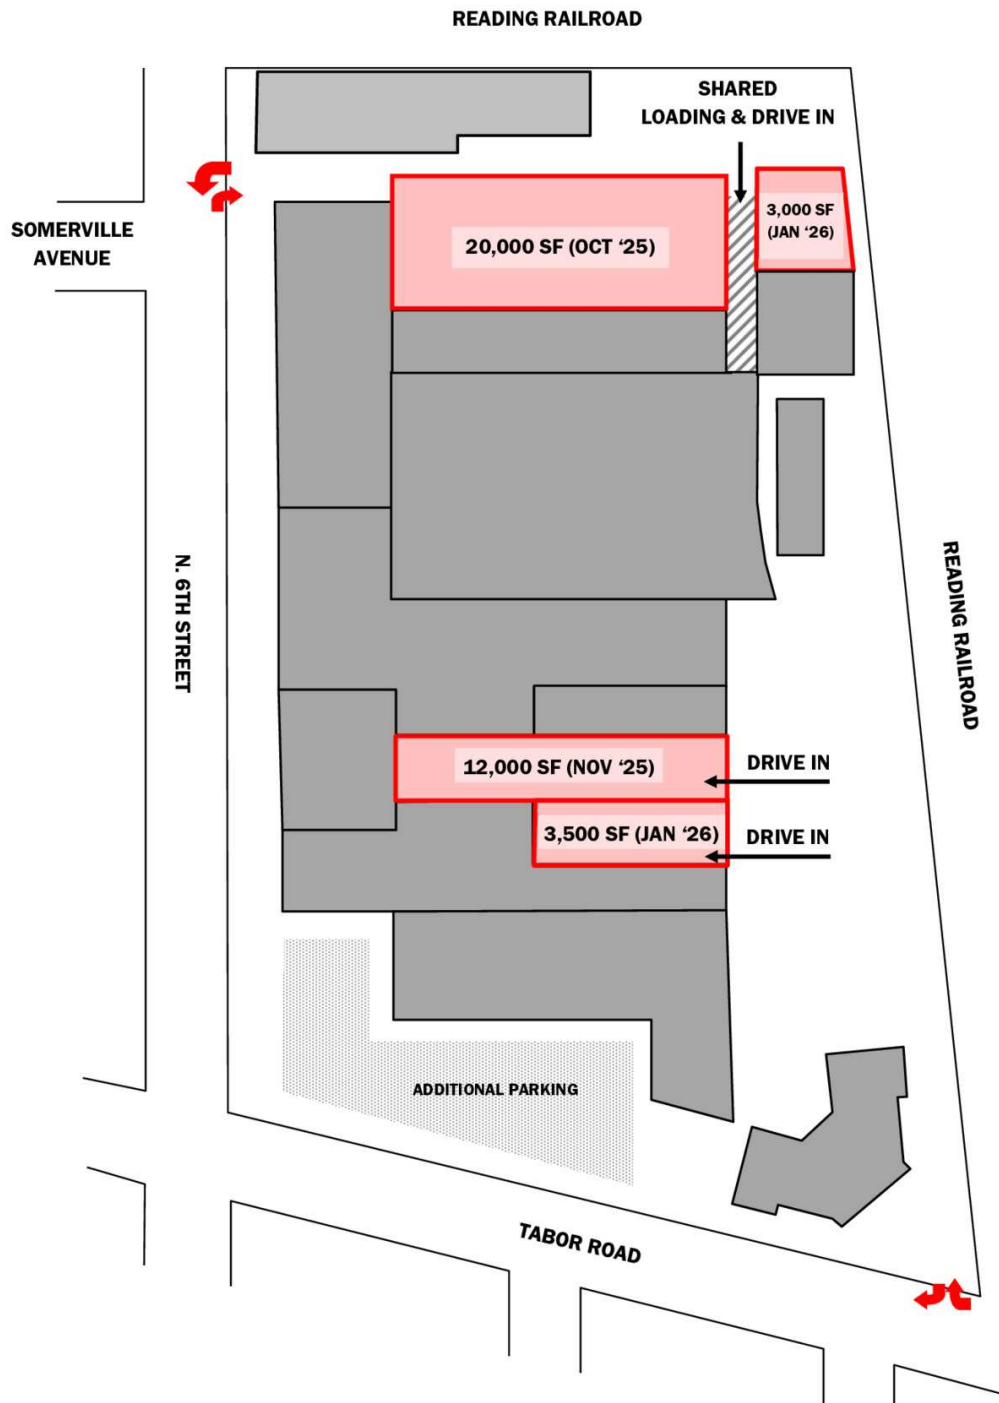 READING RAILROAD
SHARED
LOADING & DRIVE IN
SOMERVILLE
AVENUE
20,000 SF (OCT ‘25)
3,000 SF
(JAN ‘26)
N. 6TH STREET
READING RAILROAD
12,000 SF (NOV ‘25)
DRIVE IN
3,500 SF (JAN ‘26)
DRIVE IN
ADDITIONAL PARKING
TABOR ROAD